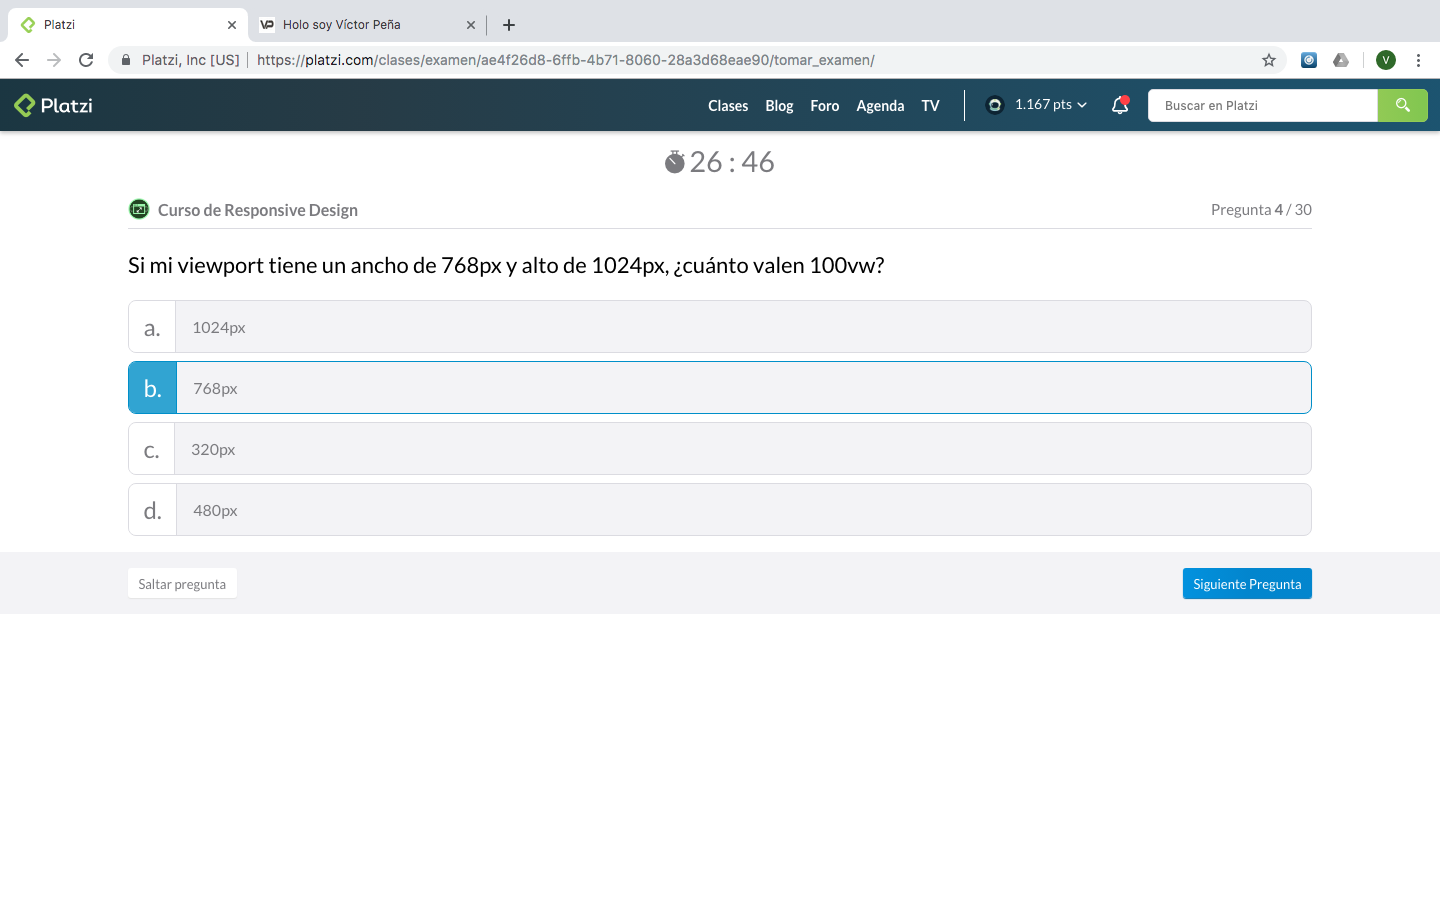 Platzi
Holo soy Víctor Peña
Platzi, Inc [US] https://platzi.com/clases/examen/ae4f26d8-6ffb-4b71-8060-28a3d68eae90/tomar_examen/
V
Platzi
Clases Blog Foro Agenda TV
1.167 pts
Buscar en Platzi
26 : 46
Curso de Responsive Design
Pregunta 4 / 30
Si mi viewport tiene un ancho de 768px y alto de 1024px, ¿cuánto valen 100vw?
a. 1024px
b. 768px
c. 320px
d. 480px
Saltar pregunta
Siguiente Pregunta